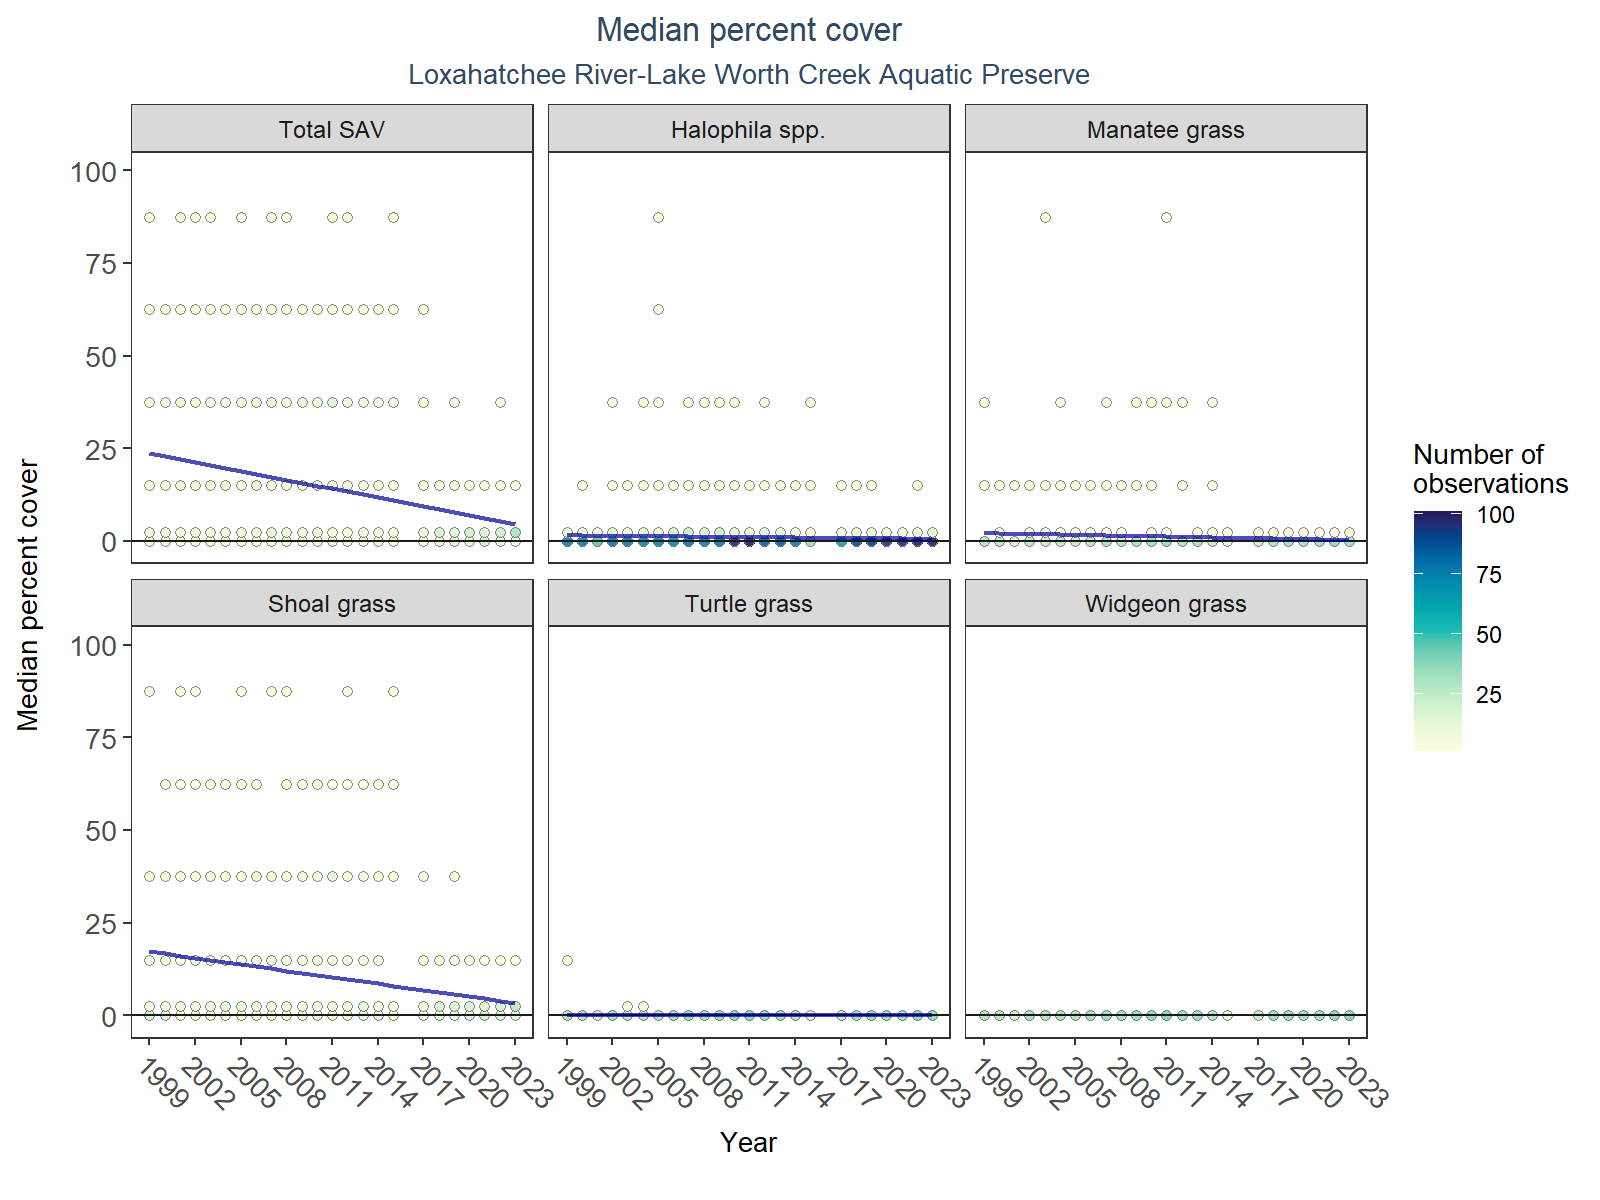 Median percent cover
Loxahatchee River-Lake Worth Creek Aquatic Preserve
Total SAV
Halophila spp.
Manatee grass
100
75
50
25
0
Shoal grass
Turtle grass
Widgeon grass
100
75
50
25
0
Median percent cover
1999 2002 2005 2008 2011 2014 2017 2020 2023
1999 2002 2005 2008 2011 2014 2017 2020 2023
1999 2002 2005 2008 2011 2014 2017 2020 2023
Year
Number of
observations
100
75
50
25